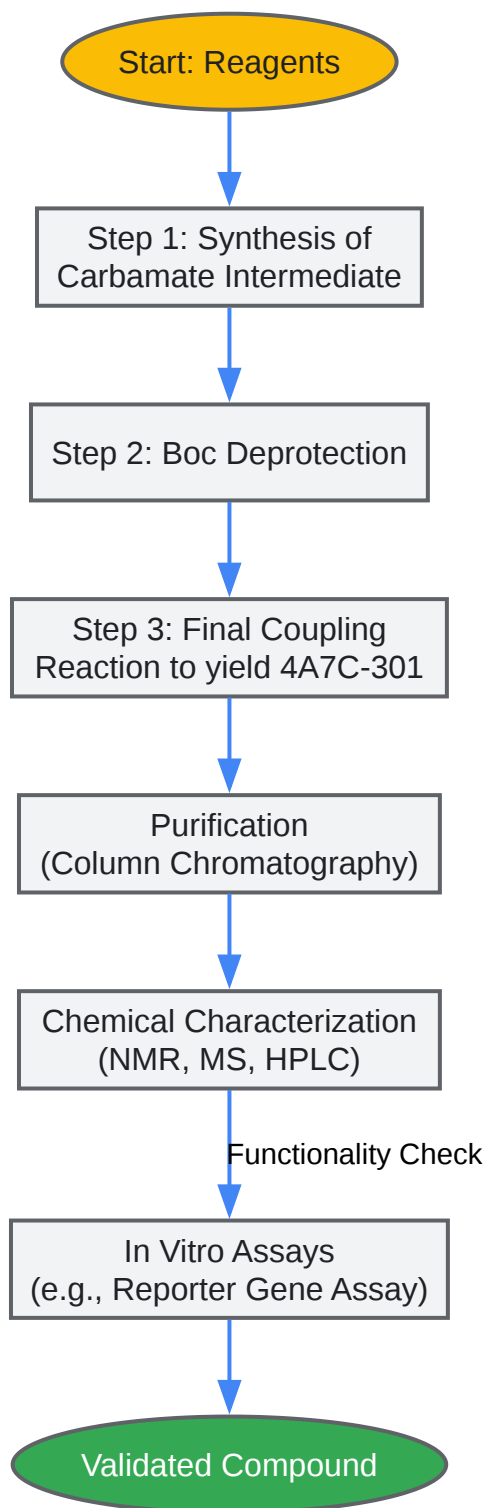 Start: Reagents
Step 1: Synthesis of
Carbamate Intermediate
Step 2: Boc Deprotection
Step 3: Final Coupling
Reaction to yield 4A7C-301
Purification
(Column Chromatography)
Chemical Characterization
(NMR, MS, HPLC)
Functionality Check
In Vitro Assays
(e.g., Reporter Gene Assay)
Validated Compound